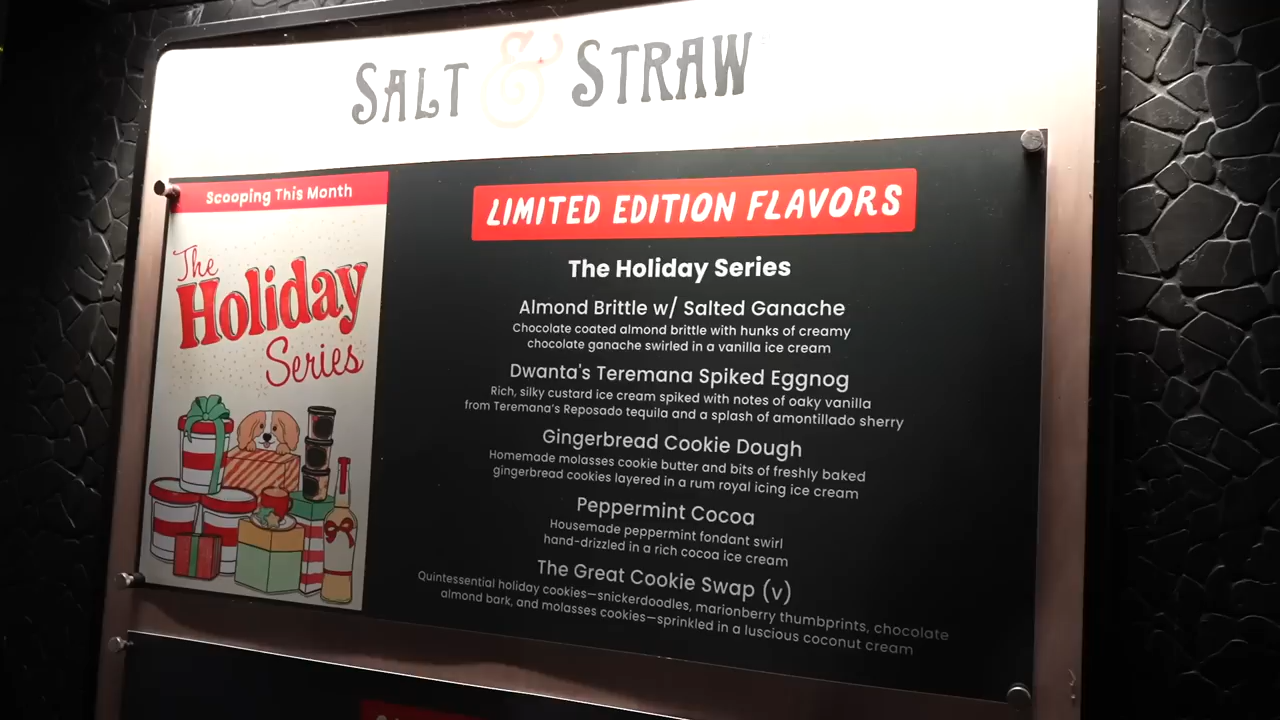 SALT & STRAW
Scooping This Month
The
Holiday
Series
LIMITED EDITION FLAVORS
The Holiday Series
Almond Brittle w/ Salted Ganache
Chocolate coated almond brittle with hunks of creamy
chocolate ganache swirled in a vanilla ice cream
Dwanta's Teremana Spiked Eggnog
Rich, silky custard ice cream spiked with notes of oaky vanilla
from Teremana's Reposado tequila and a splash of amontillado sherry
Gingerbread Cookie Dough
Homemade molasses cookie butter and bits of freshly baked
gingerbread cookies layered in a rum royal icing ice cream
Peppermint Cocoa
Housemade peppermint fondant swirl
hand-drizzled in a rich cocoa ice cream
The Great Cookie Swap (v)
Quintessential holiday cookies—snickerdoodles, marionberry thumbprints, chocolate
almond bark, and molasses cookies—sprinkled in a luscious coconut cream